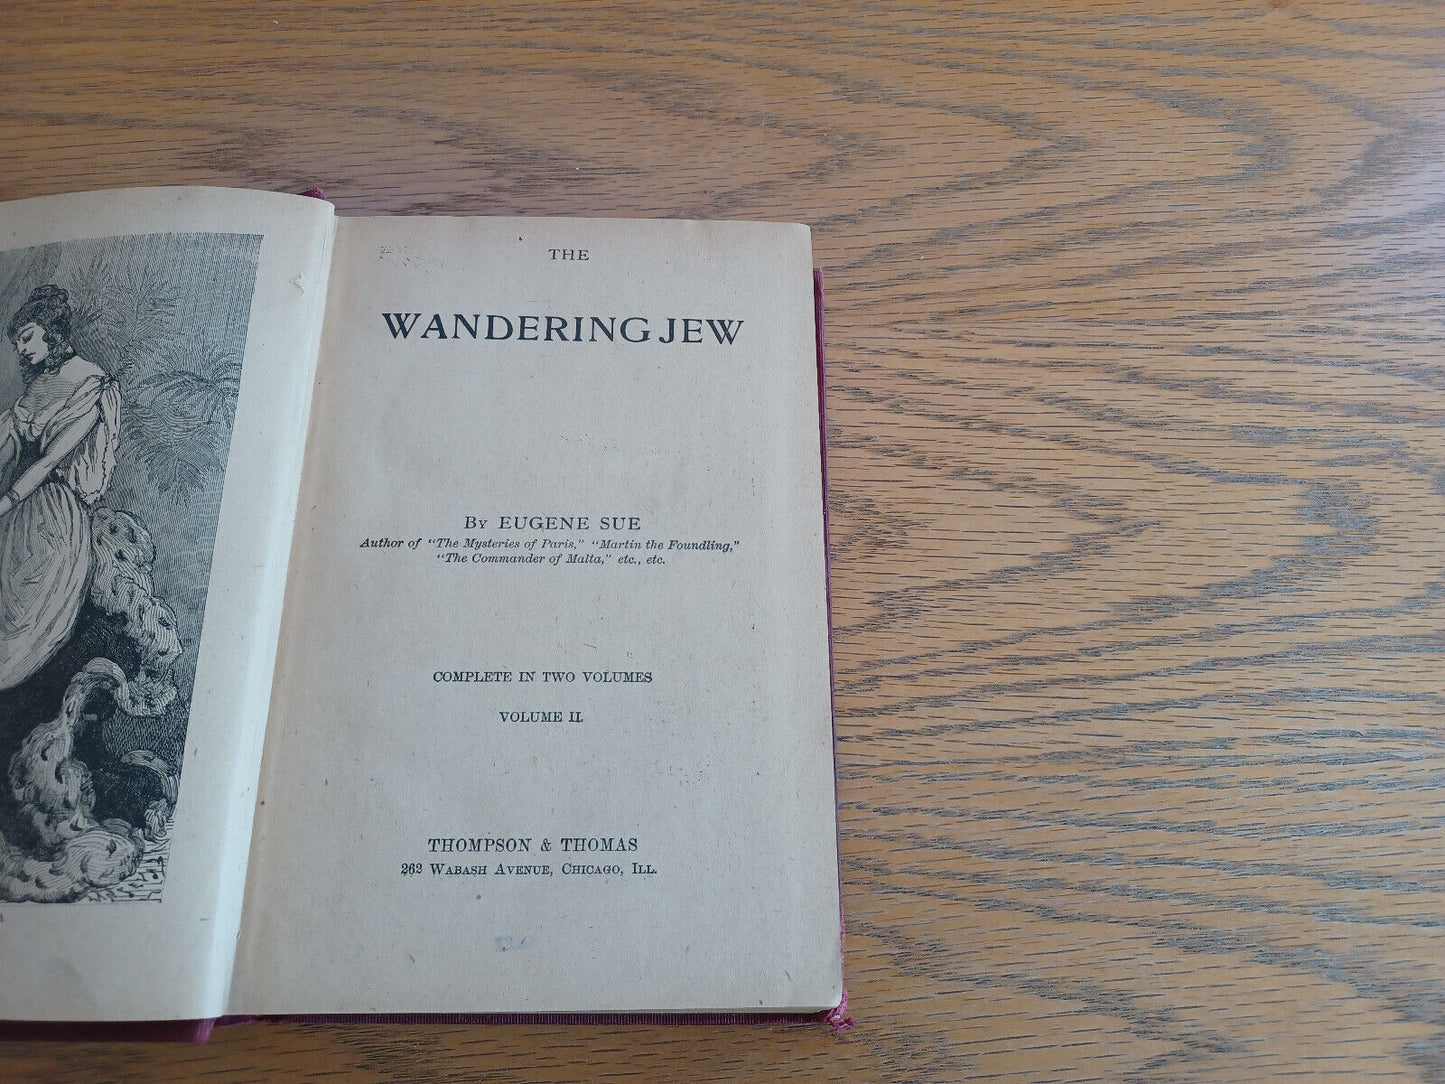 THE
WANDERING JEW
By EUGENE SUE
Author of "The Mysteries of Paris," "Martin the Foundling,"
"The Commander of Malta," etc., etc.
COMPLETE IN TWO VOLUMES
VOLUME II.
THOMPSON & THOMAS
262 WABASH AVENUE, CHICAGO, ILL.